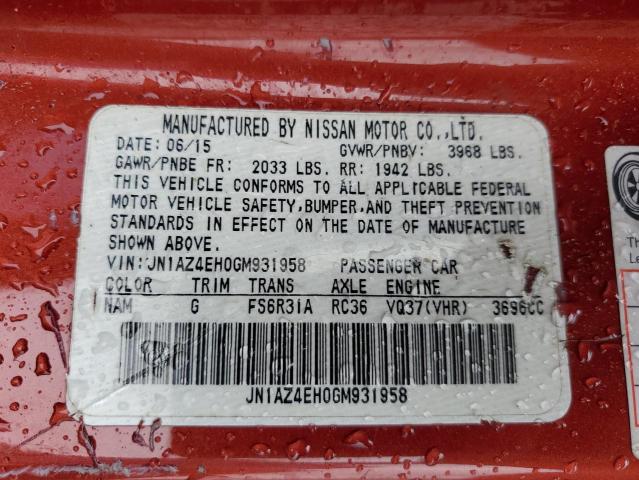 MANUFACTURED BY NISSAN MOTOR CO.,LTD.
DATE: 06/15 GVWR/PNBV: 3968 LBS.
GAWR/PNBE FR: 2033 LBS. RR: 1942 LBS.
THIS VEHICLE CONFORMS TO ALL APPLICABLE FEDERAL
MOTOR VEHICLE SAFETY,BUMPER,AND THEFT PREVENTION
STANDARDS IN EFFECT ON THE DATE OF MANUFACTURE
SHOWN ABOVE.
VIN: JN1AZ4EH0GM931958 PASSENGER CAR
COLOR TRIM TRANS AXLE ENGINE
NAM G FS6R31A RC36 VQ37(VHR) 3696CC
JN1AZ4EH0GM931958